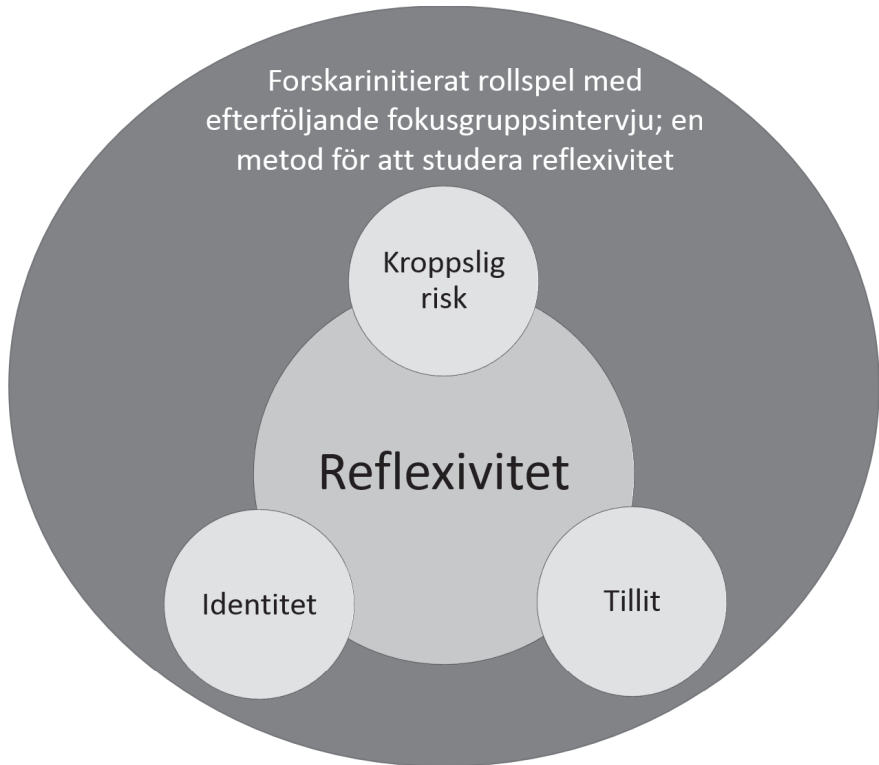 Forskarinitierat rollspel med
efterföljande fokusgruppsintervju; en
metod för att studera reflexivitet
Kroppslig
risk
Reflexivitet
Identitet
Tillit